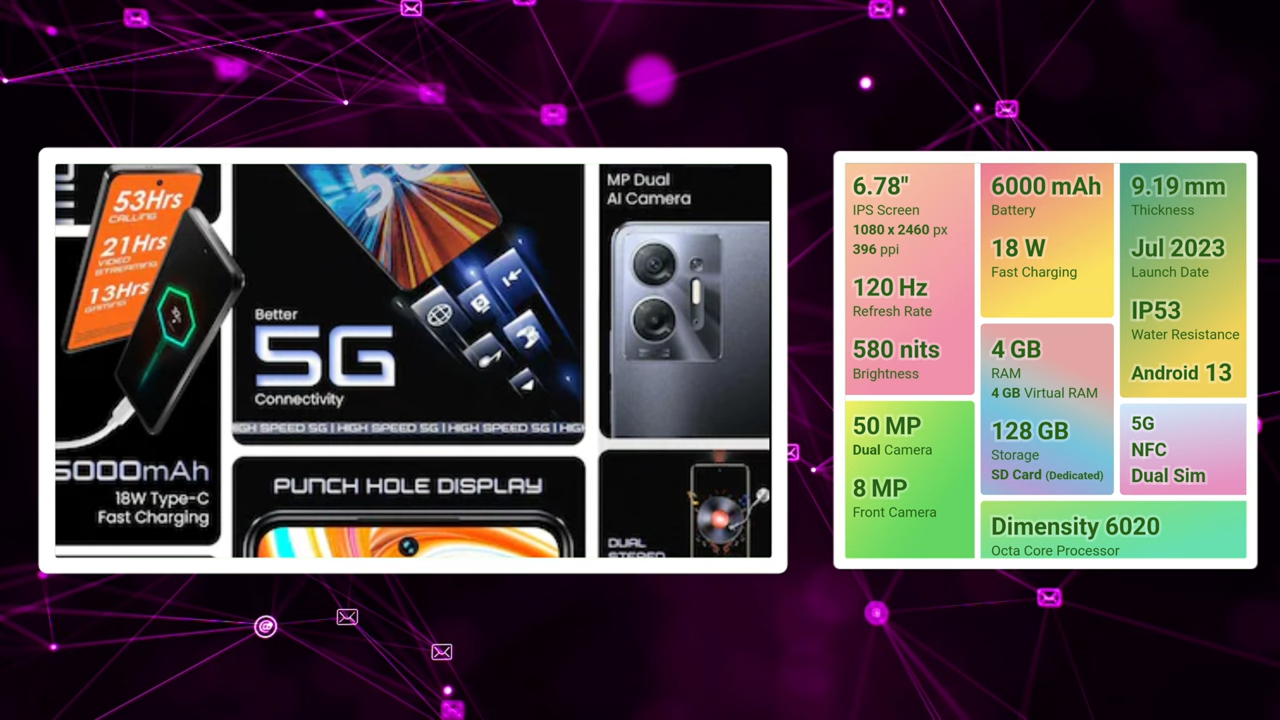 53Hrs
CALLING
21Hrs
VIDEO
STREAMING
13Hrs
GAMING
5000mAh
18W Type-C
Fast Charging
5G
Better
5G
Connectivity
HIGH SPEED 5G | HIGH SPEED 5G | HIGH SPEED 5G | HIG
PUNCH HOLE DISPLAY
MP Dual
AI Camera
DUAL
STEREO
6.78"
IPS Screen
1080 x 2460 px
396 ppi
120 Hz
Refresh Rate
580 nits
Brightness
50 MP
Dual Camera
8 MP
Front Camera
6000 mAh
Battery
18 W
Fast Charging
4 GB
RAM
4 GB Virtual RAM
128 GB
Storage
SD Card (Dedicated)
9.19 mm
Thickness
Jul 2023
Launch Date
IP53
Water Resistance
Android 13
5G
NFC
Dual Sim
Dimensity 6020
Octa Core Processor